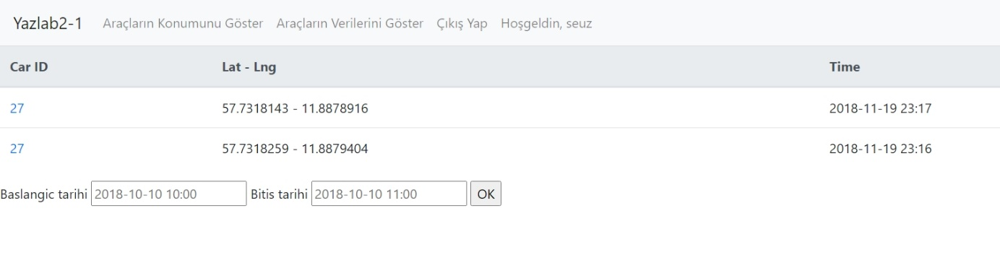 Yazlab2-1 Araçların Konumunu Göster Araçların Verilerini Göster Çıkış Yap Hoşgeldin, seuz
Car ID Lat - Lng Time
27 57.7318143 - 11.8878916 2018-11-19 23:17
27 57.7318259 - 11.8879404 2018-11-19 23:16
Baslangic tarihi 2018-10-10 10:00 Bitis tarihi 2018-10-10 11:00 OK